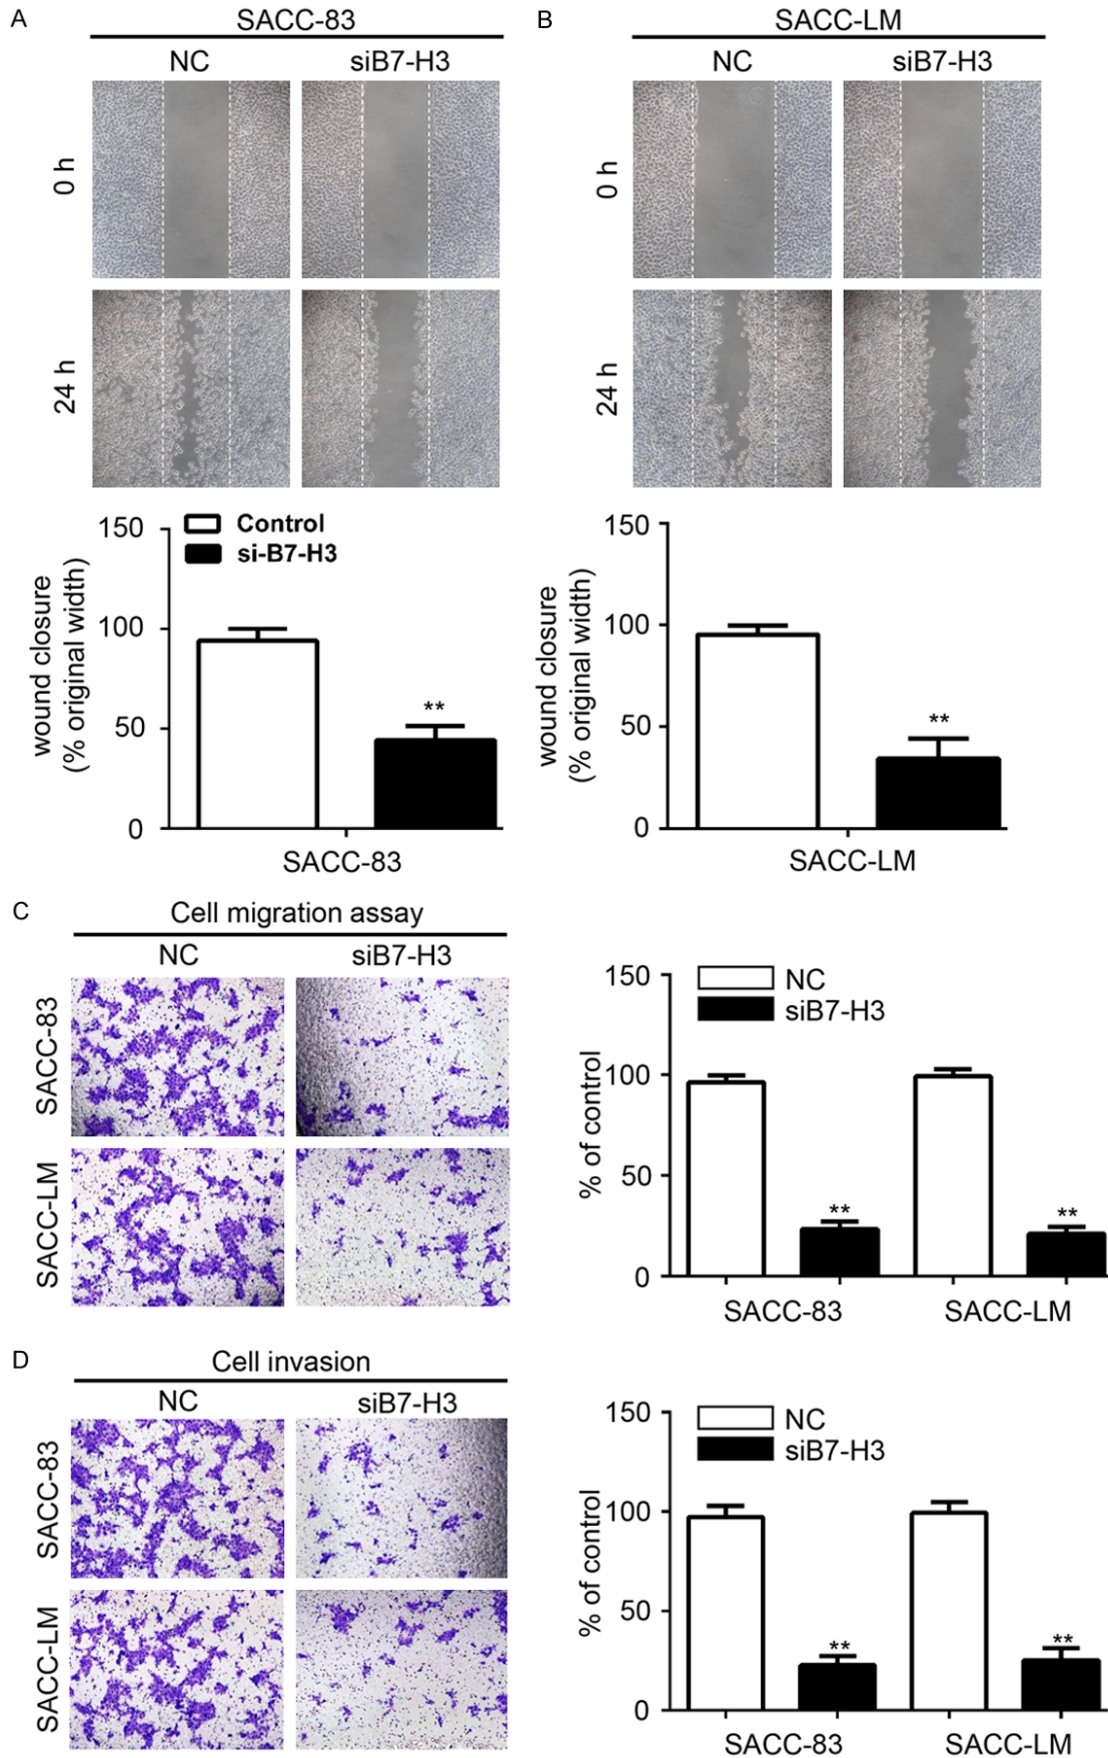 A
SACC-83
NC
siB7-H3
0 h
24 h
150
100
50
0
wound closure
(% original width)
Control
si-B7-H3
**
SACC-83
B
SACC-LM
NC
siB7-H3
0 h
24 h
150
100
50
0
wound closure
(% original width)
**
SACC-LM
C
Cell migration assay
NC
siB7-H3
SACC-83
SACC-LM
150
100
50
0
% of control
NC
siB7-H3
**
**
SACC-83
SACC-LM
D
Cell invasion
NC
siB7-H3
SACC-83
SACC-LM
150
100
50
0
% of control
NC
siB7-H3
**
**
SACC-83
SACC-LM